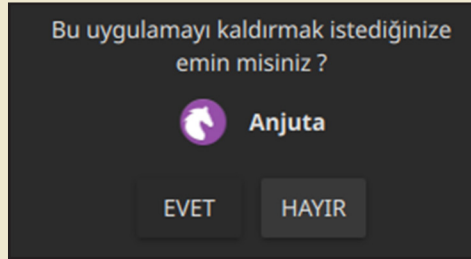 Bu uygulamayı kaldırmak istediğinize
emin misiniz ?
Anjuta
EVET
HAYIR